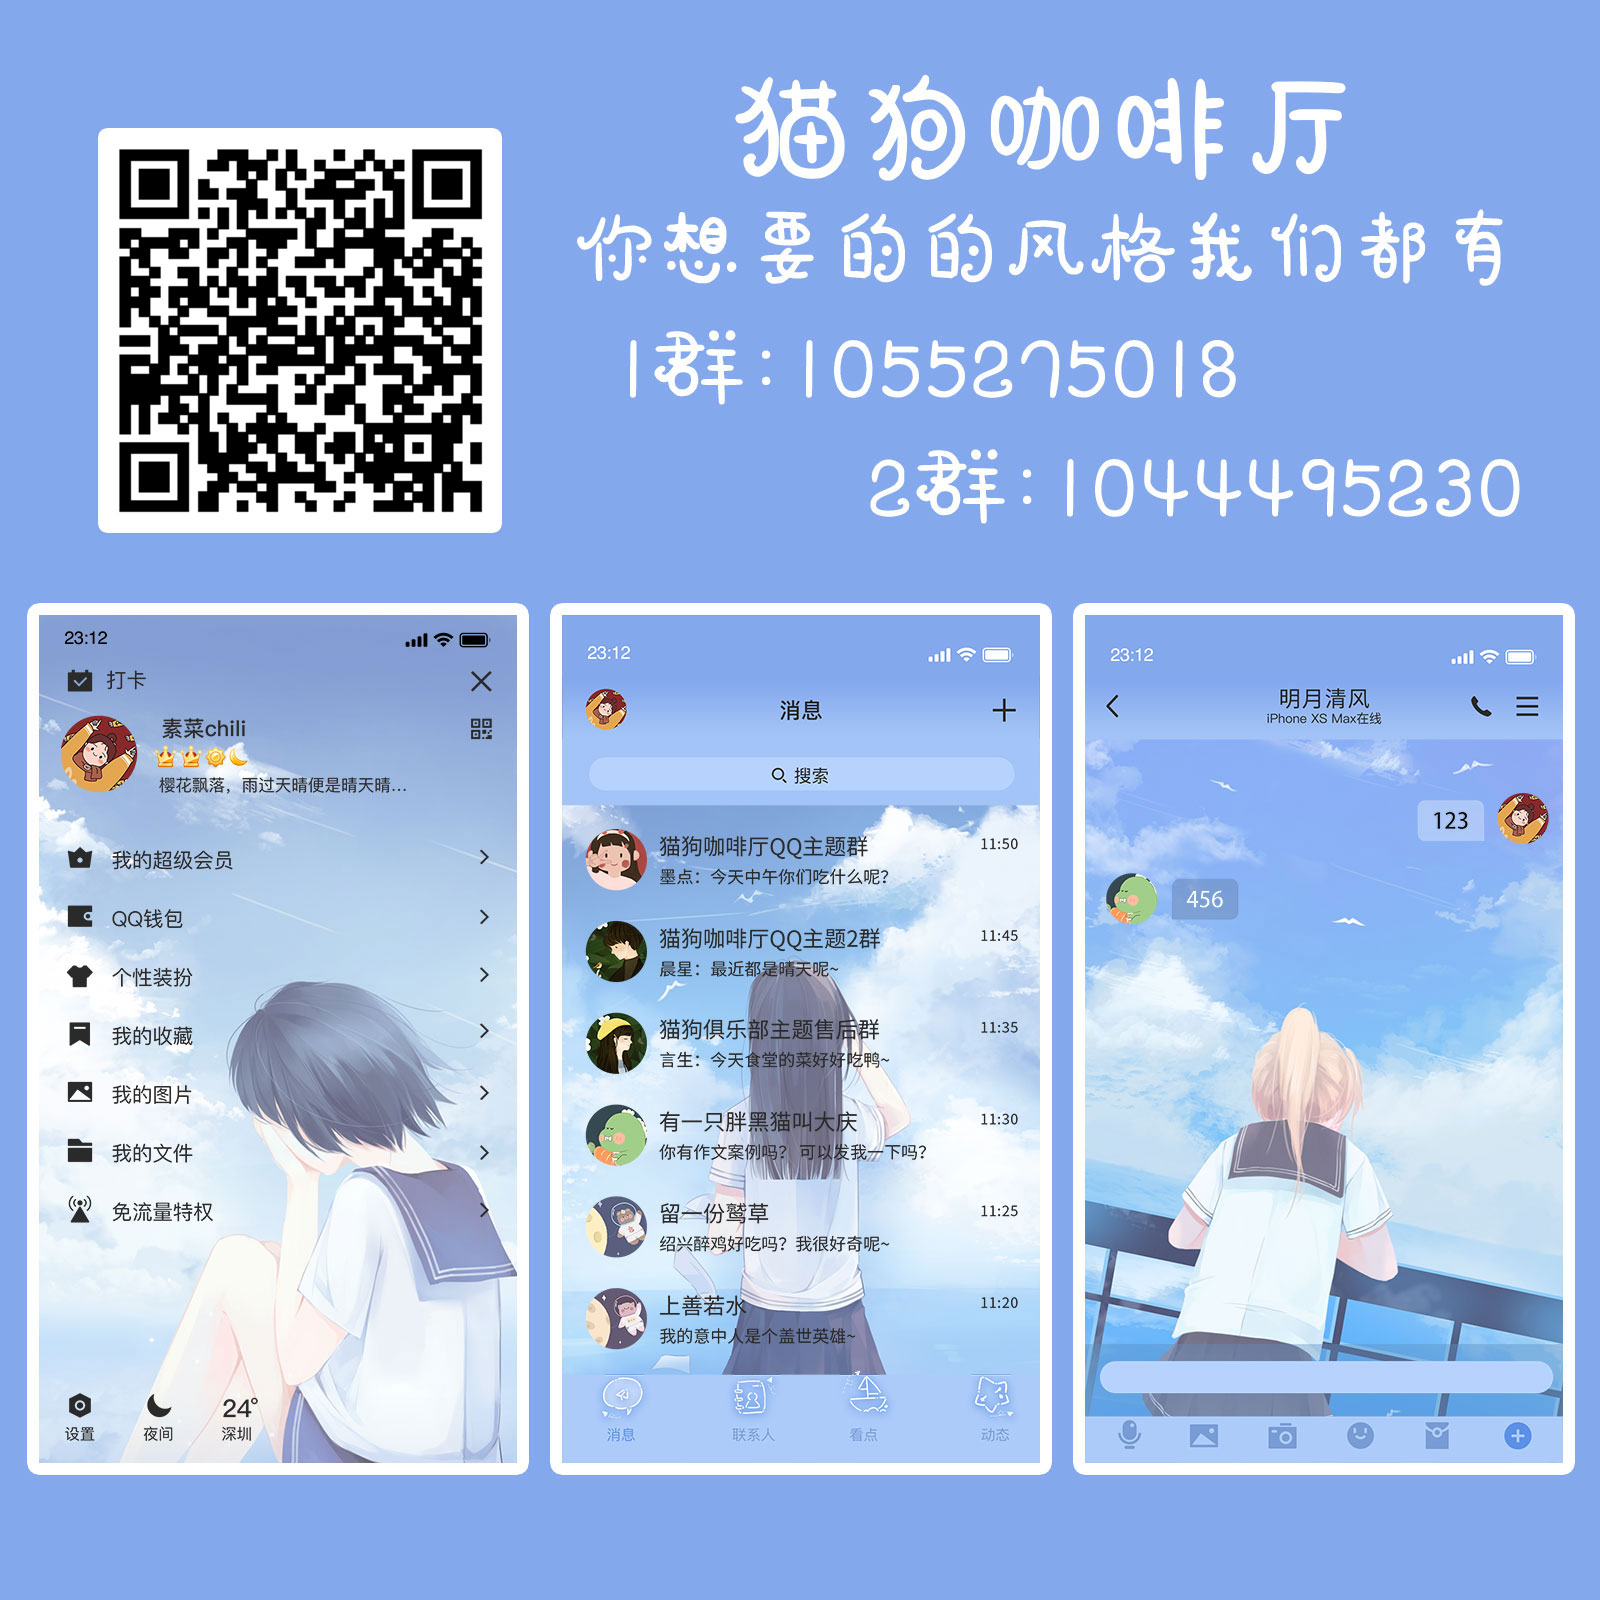 猫狗咖啡厅
你想要的的风格我们都有
1群:1055275018
2群:1044495230
23:12
打卡
素菜chili
樱花飘落，雨过天晴便是晴天晴...
我的超级会员
QQ钱包
个性装扮
我的收藏
我的图片
我的文件
免流量特权
24°
设置 夜间 深圳
23:12
消息
搜索
猫狗咖啡厅QQ主题群 11:50
墨点：今天中午你们吃什么呢?
猫狗咖啡厅QQ主题2群 11:45
晨星：最近都是晴天呢~
猫狗俱乐部主题售后群 11:35
言生：今天食堂的菜好好吃鸭~
有一只胖黑猫叫大庆 11:30
你有作文案例吗? 可以发我一下吗?
留一份鹫草 11:25
绍兴醉鸡好吃吗? 我很好奇呢~
上善若水 11:20
我的意中人是个盖世英雄~
消息 联系人 看点 动态
23:12
明月清风
iPhone XS Max在线
123
456